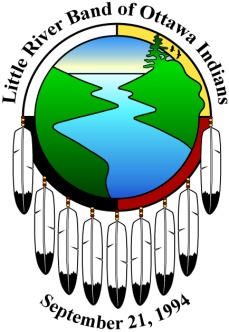 Little River Band of Ottawa Indians
September 21, 1994